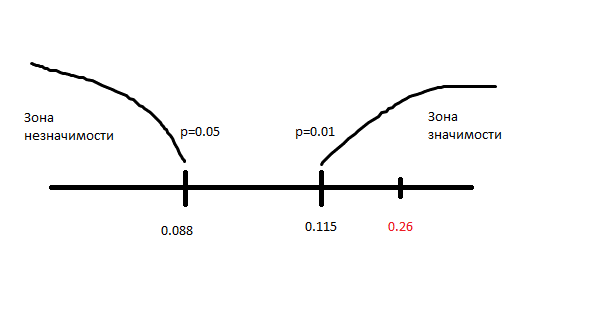 Зона
незначимости
p=0.05
p=0.01
Зона
значимости
0.088
0.115
0.26